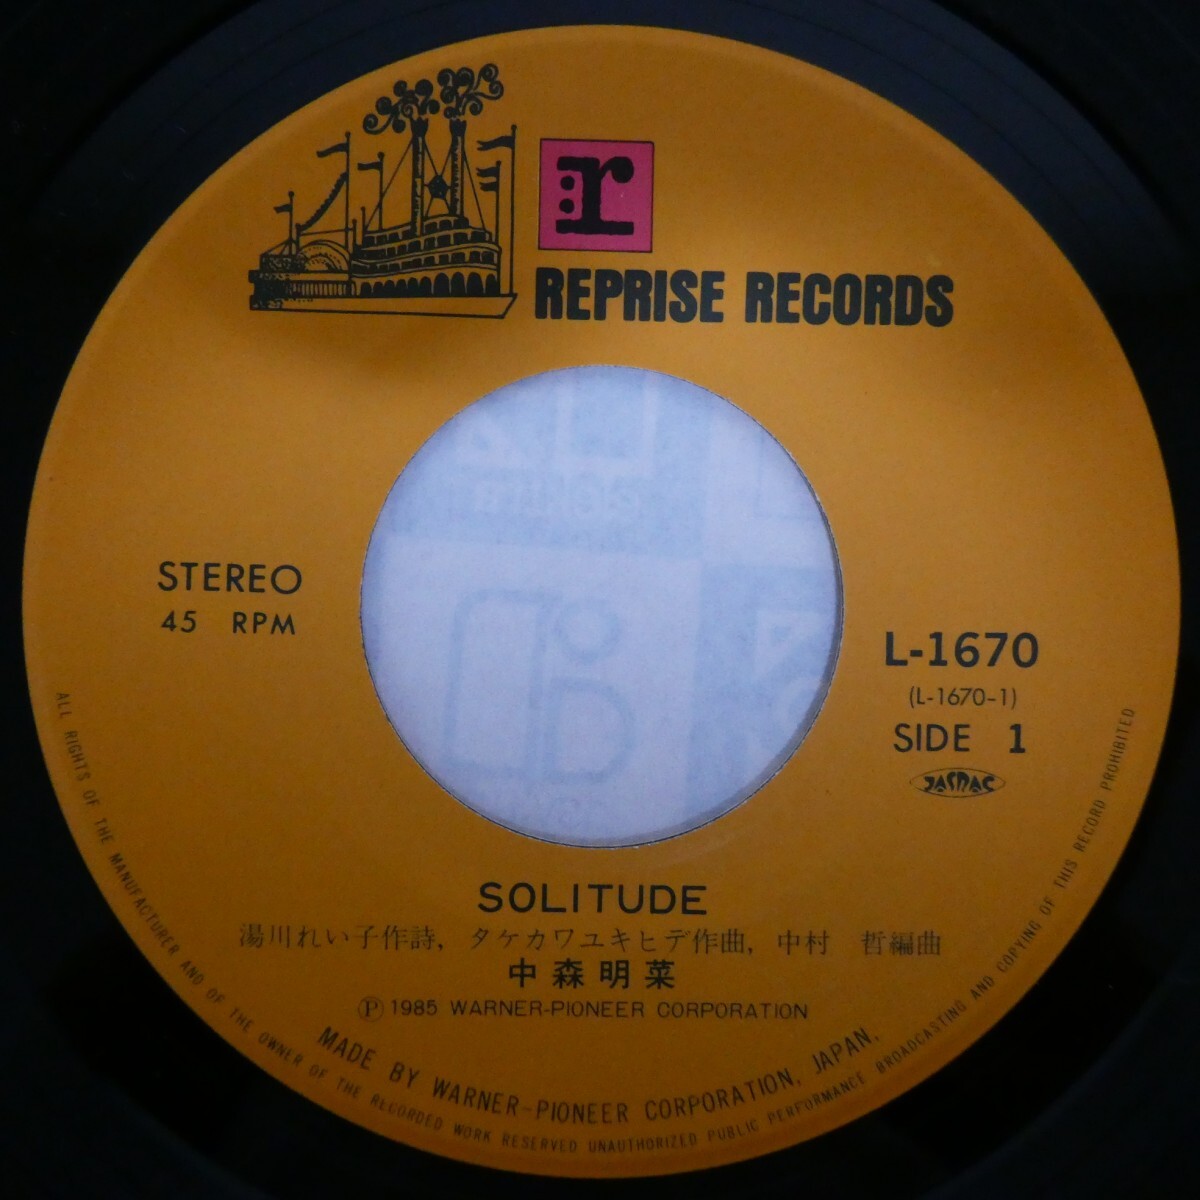 r
REPRISE RECORDS
STEREO
45 RPM
L-1670
(L-1670-1)
SIDE 1
JASRAC
SOLITUDE
湯川れい子作詩, タケカワユキヒデ作曲, 中村 哲編曲
中森明菜
Ⓟ 1985 WARNER-PIONEER CORPORATION
MADE BY WARNER-PIONEER CORPORATION, JAPAN.
ALL RIGHTS OF THE MANUFACTURER AND OF THE OWNER OF THE RECORDED WORK RESERVED UNAUTHORIZED PUBLIC PERFORMANCE BROADCASTING AND COPYING OF THIS RECORD PROHIBITED
elektra